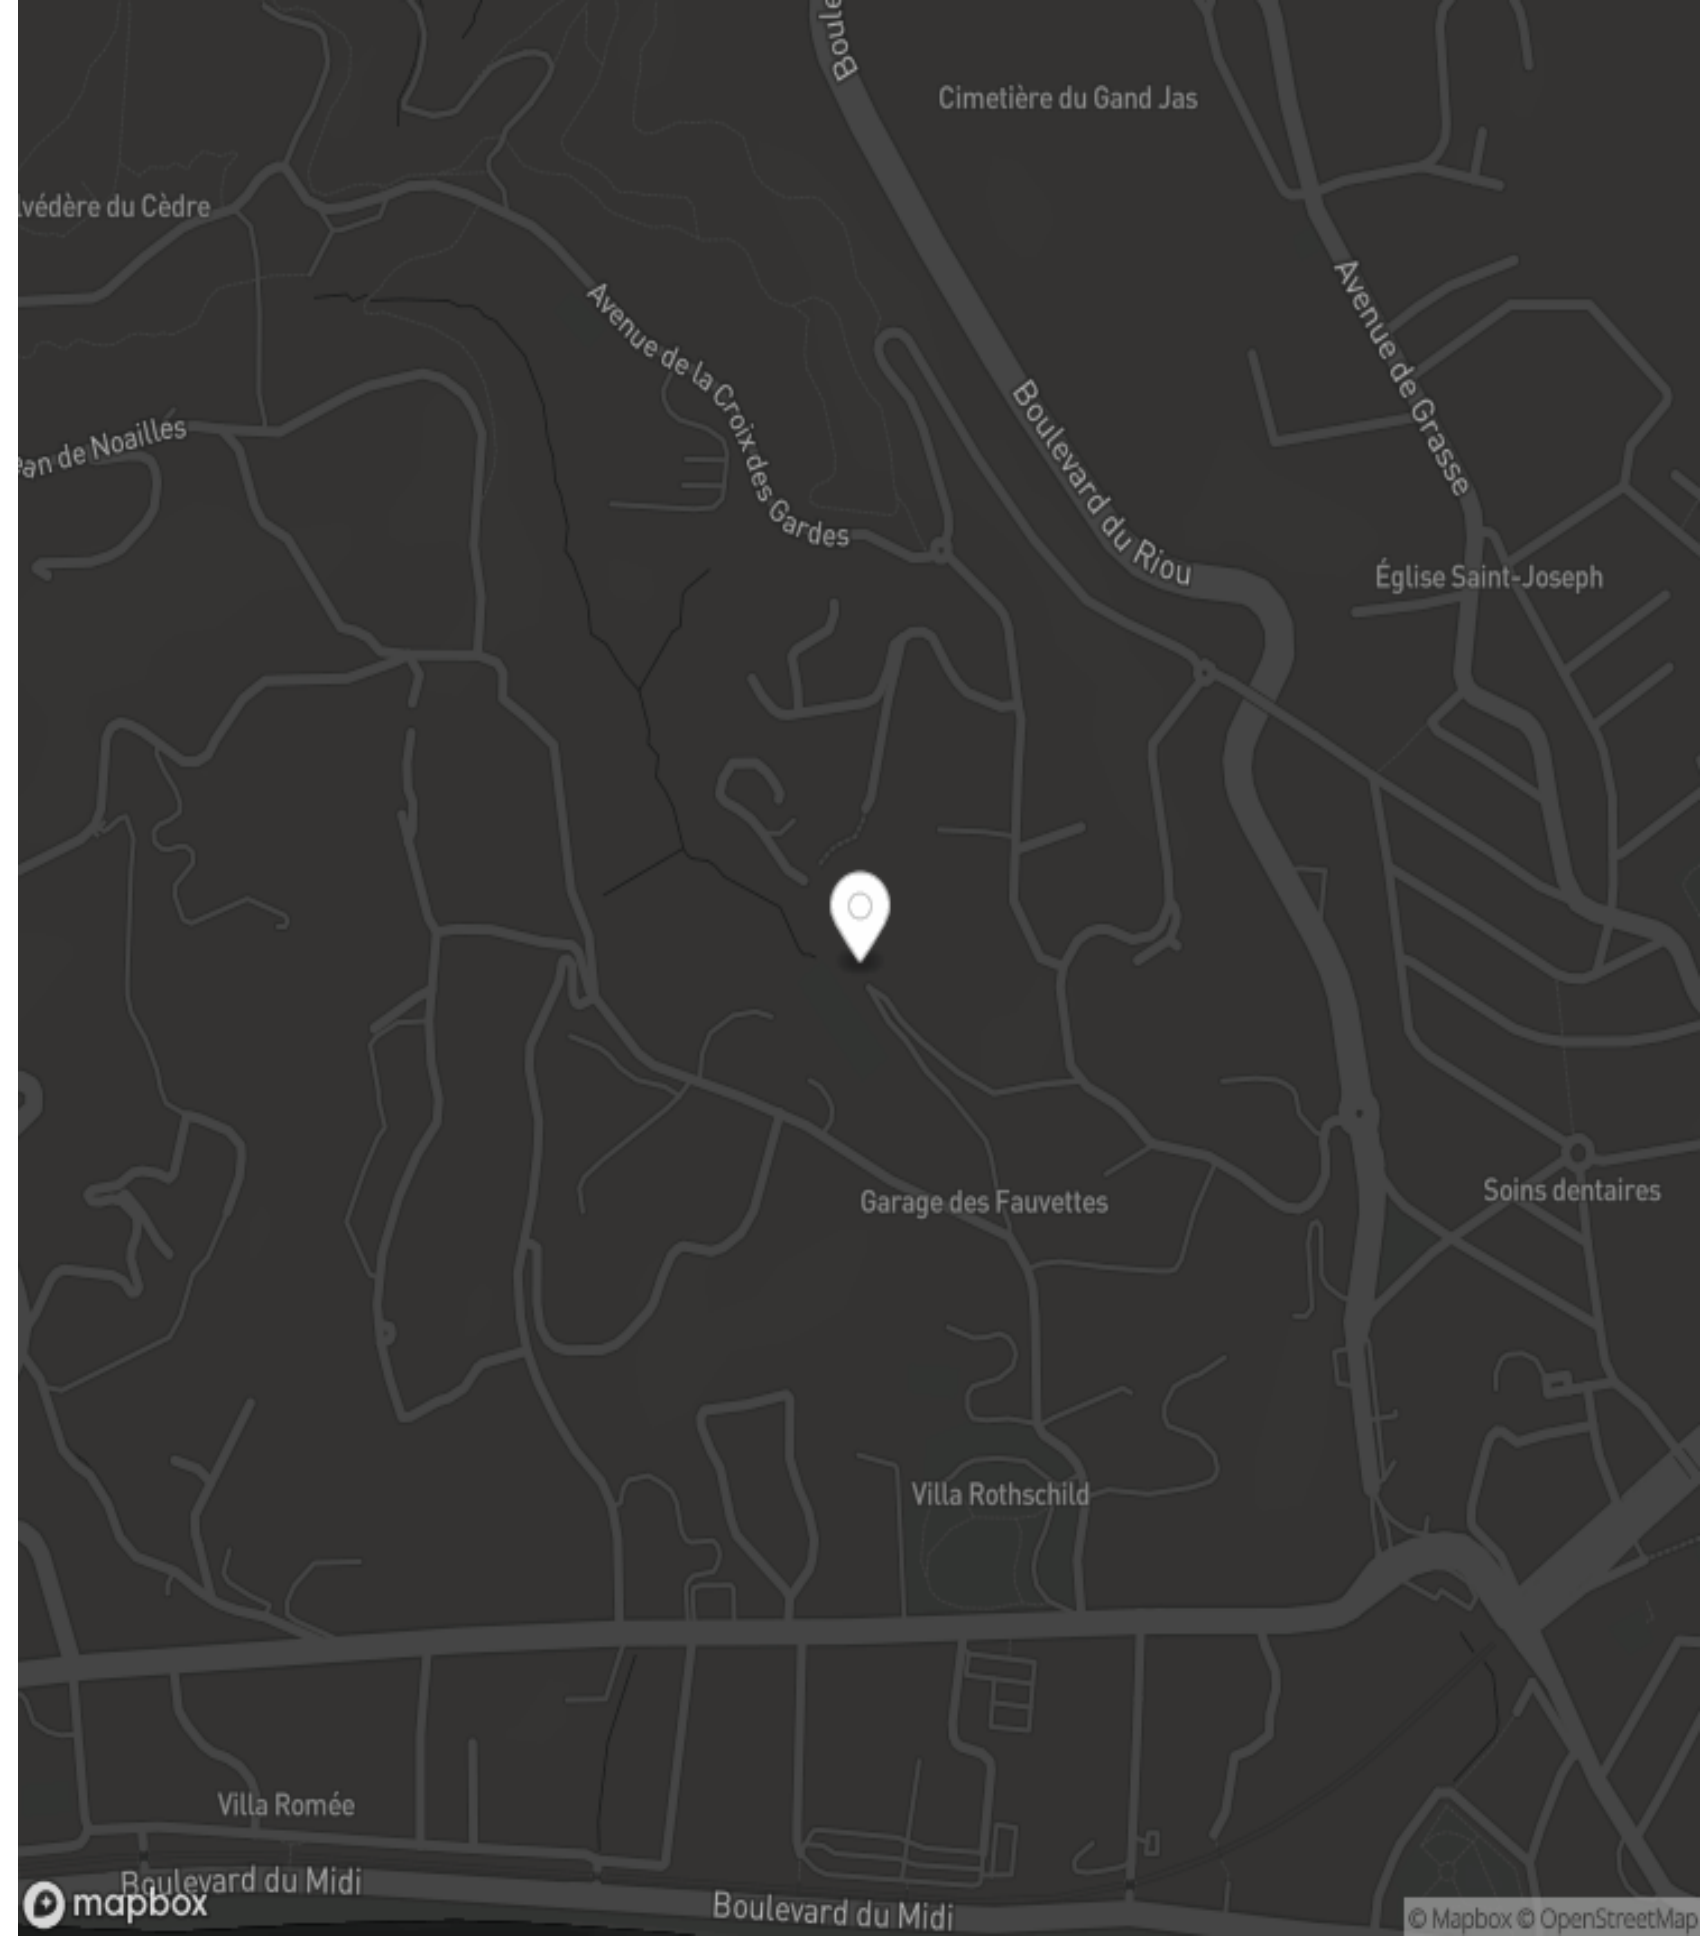 Boule
Cimetière du Gand Jas
lvédère du Cèdre
Avenue de la Croix des Gardes
Avenue de Grasse
an de Noailles
Boulevard du Riou
Église Saint-Joseph
Garage des Fauvettes
Soins dentaires
Villa Rothschild
Villa Romée
Boulevard du Midi
mapbox
Boulevard du Midi
© Mapbox © OpenStreetMap